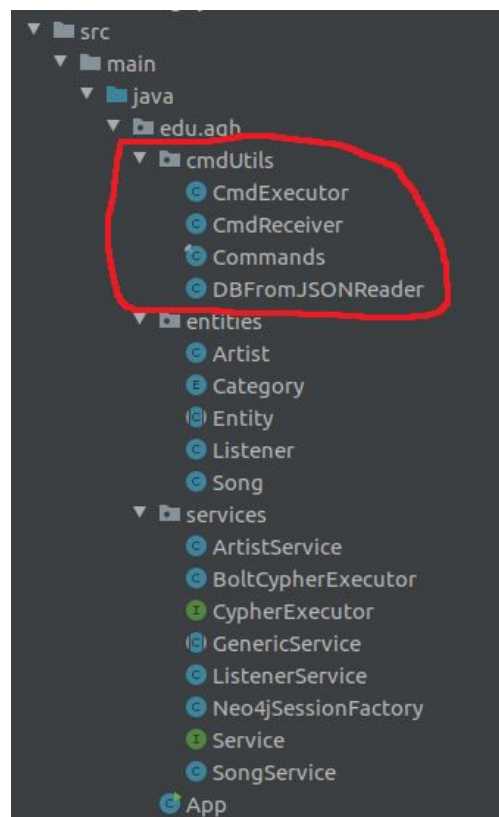 src
main
java
edu.agh
cmdUtils
CmdExecutor
CmdReceiver
Commands
DBFromJSONReader
entities
Artist
Category
Entity
Listener
Song
services
ArtistService
BoltCypherExecutor
CypherExecutor
GenericService
ListenerService
Neo4jSessionFactory
Service
SongService
App